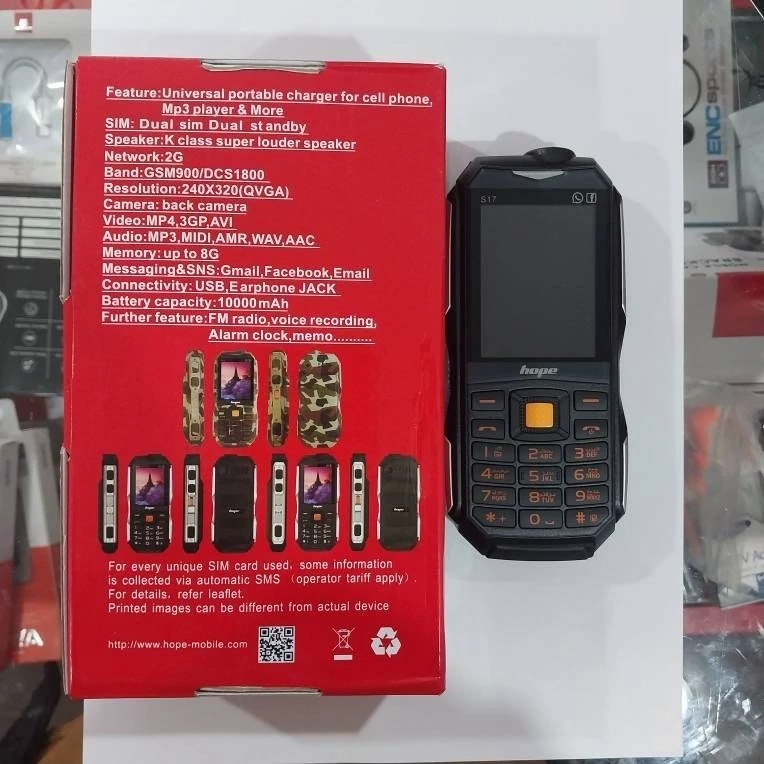 Feature:Universal portable charger for cell phone,
Mp3 player & More
SIM: Dual sim Dual standby
Speaker:K class super louder speaker
Network:2G
Band:GSM900/DCS1800
Resolution:240X320(QVGA)
Camera: back camera
Video:MP4,3GP,AVI
Audio:MP3,MIDI,AMR,WAV,AAC
Memory: up to 8G
Messaging&SNS:Gmail,Facebook,Email
Connectivity: USB,Earphone JACK
Battery capacity:10000mAh
Further feature:FM radio,voice recording,
Alarm clock,memo..........
For every unique SIM card used, some information
is collected via automatic SMS (operator tariff apply).
For details, refer leaflet.
Printed images can be different from actual device
http://www.hope-mobile.com
S17
hope
1
2 ABC
3 DEF
4 GHI
5 JKL
6 MNO
7 PQRS
8 TUV
9 WXYZ
*+
0
#